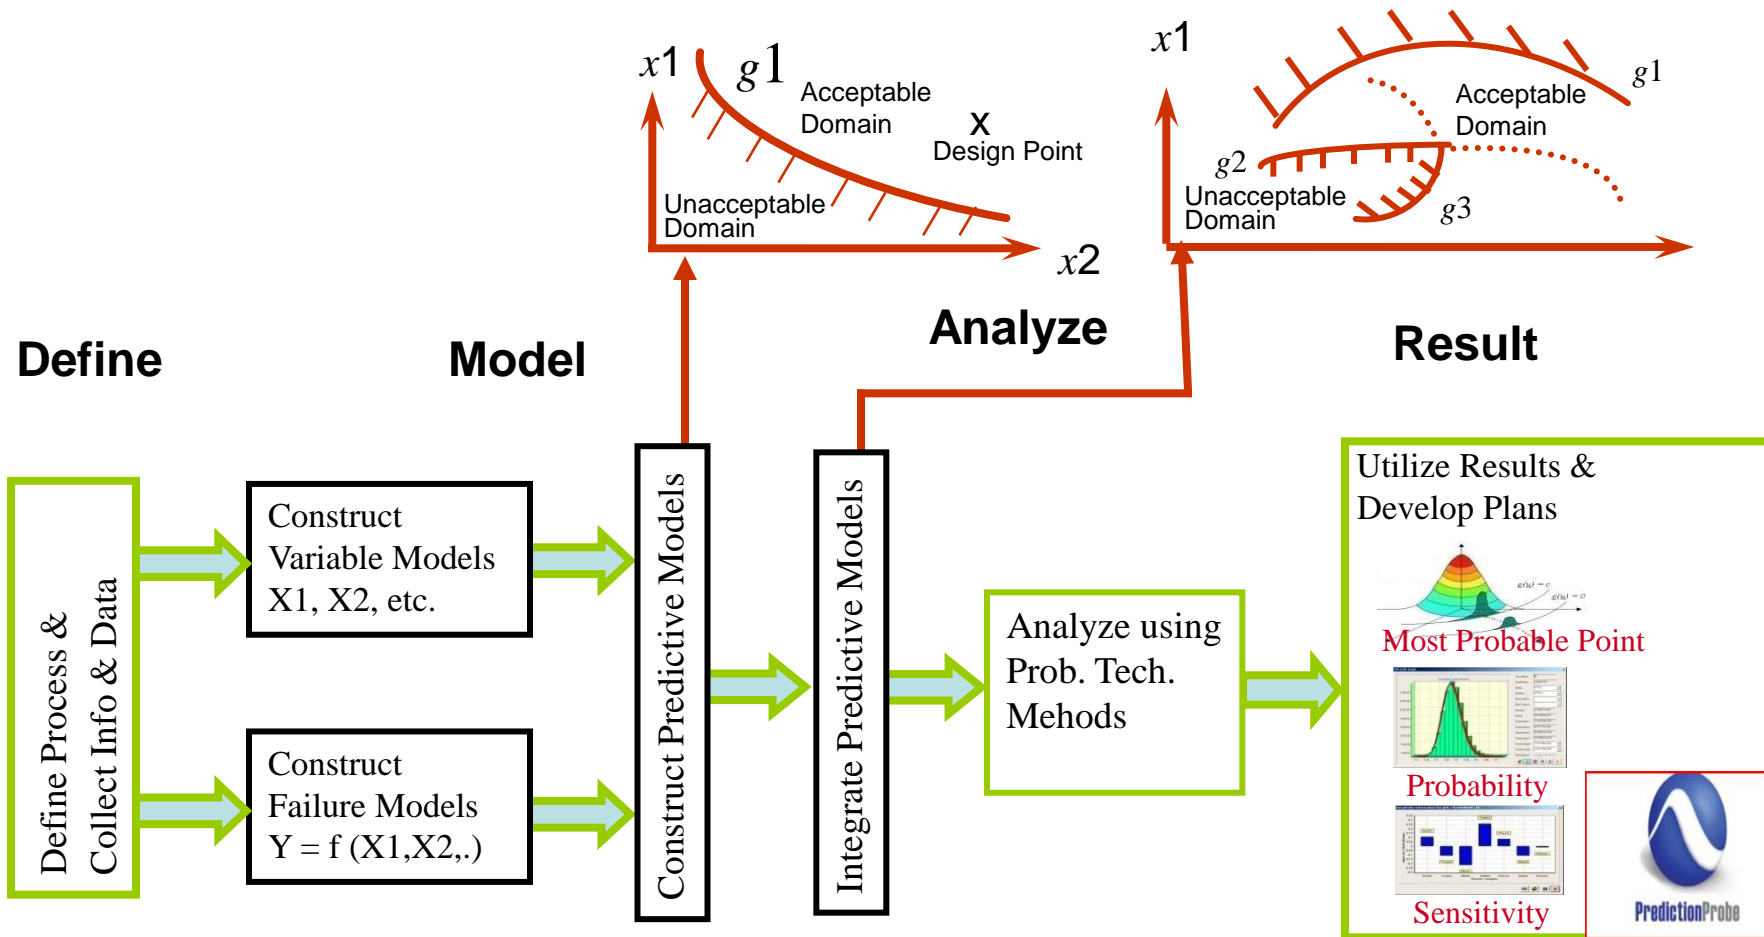 x1
g1
Acceptable
Domain
X
Design Point
Unacceptable
Domain
x2
x1
g1
Acceptable
Domain
g2
Unacceptable
Domain
g3
Define
Model
Analyze
Result
Define Process &
Collect Info & Data
Construct
Variable Models
X1, X2, etc.
Construct
Failure Models
Y = f (X1,X2,.)
Construct Predictive Models
Integrate Predictive Models
Analyze using
Prob. Tech.
Mehods
Utilize Results &
Develop Plans
g(u) = c
g(u) = 0
Most Probable Point
Probability
Sensitivity
PredictionProbe